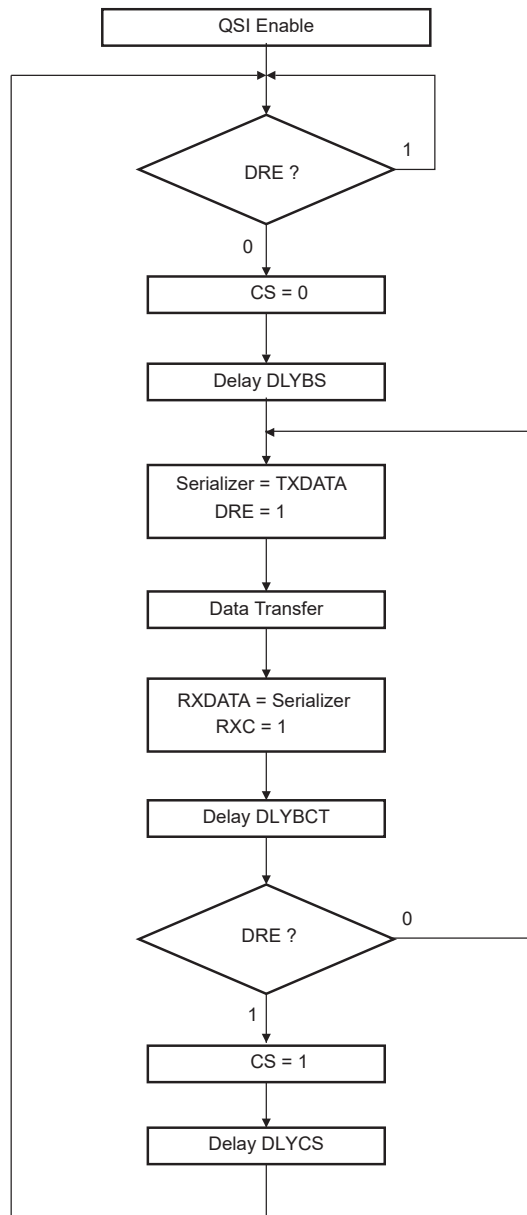 QSI Enable
DRE ?
1
0
CS = 0
Delay DLYBS
Serializer = TXDATA
DRE = 1
Data Transfer
RXDATA = Serializer
RXC = 1
Delay DLYBCT
DRE ?
0
1
CS = 1
Delay DLYCS